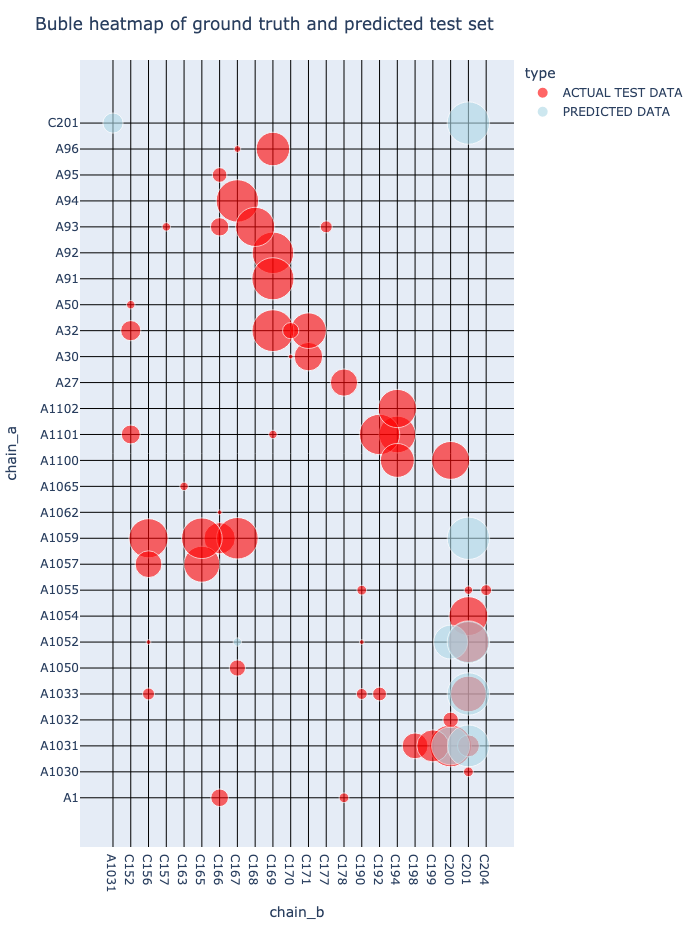 Buble heatmap of ground truth and predicted test set
type
ACTUAL TEST DATA
PREDICTED DATA
chain_a
C201
A96
A95
A94
A93
A92
A91
A50
A32
A30
A27
A1102
A1101
A1100
A1065
A1062
A1059
A1057
A1055
A1054
A1052
A1050
A1033
A1032
A1031
A1030
A1
A1031
C152
C156
C157
C163
C165
C166
C167
C168
C169
C170
C171
C177
C178
C190
C192
C194
C198
C199
C200
C201
C204
chain_b